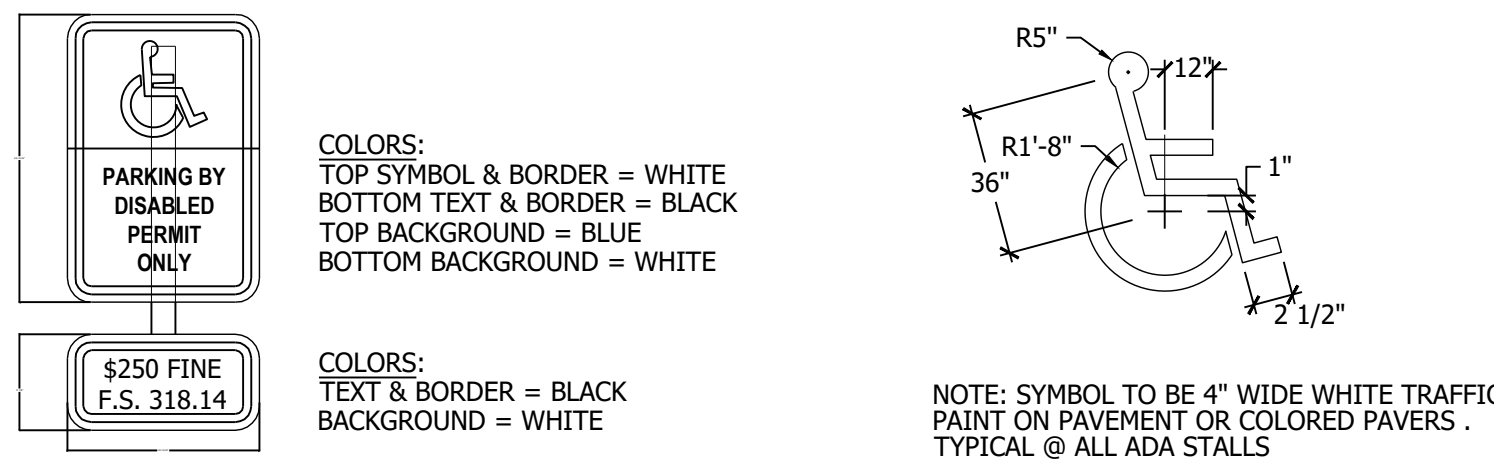 PARKING BY
DISABLED
PERMIT
ONLY
$250 FINE
F.S. 318.14
COLORS:
TOP SYMBOL & BORDER = WHITE
BOTTOM TEXT & BORDER = BLACK
TOP BACKGROUND = BLUE
BOTTOM BACKGROUND = WHITE
COLORS:
TEXT & BORDER = BLACK
BACKGROUND = WHITE
R5"
12"
R1'-8"
36"
1"
2 1/2"
NOTE: SYMBOL TO BE 4" WIDE WHITE TRAFFIC
PAINT ON PAVEMENT OR COLORED PAVERS .
TYPICAL @ ALL ADA STALLS